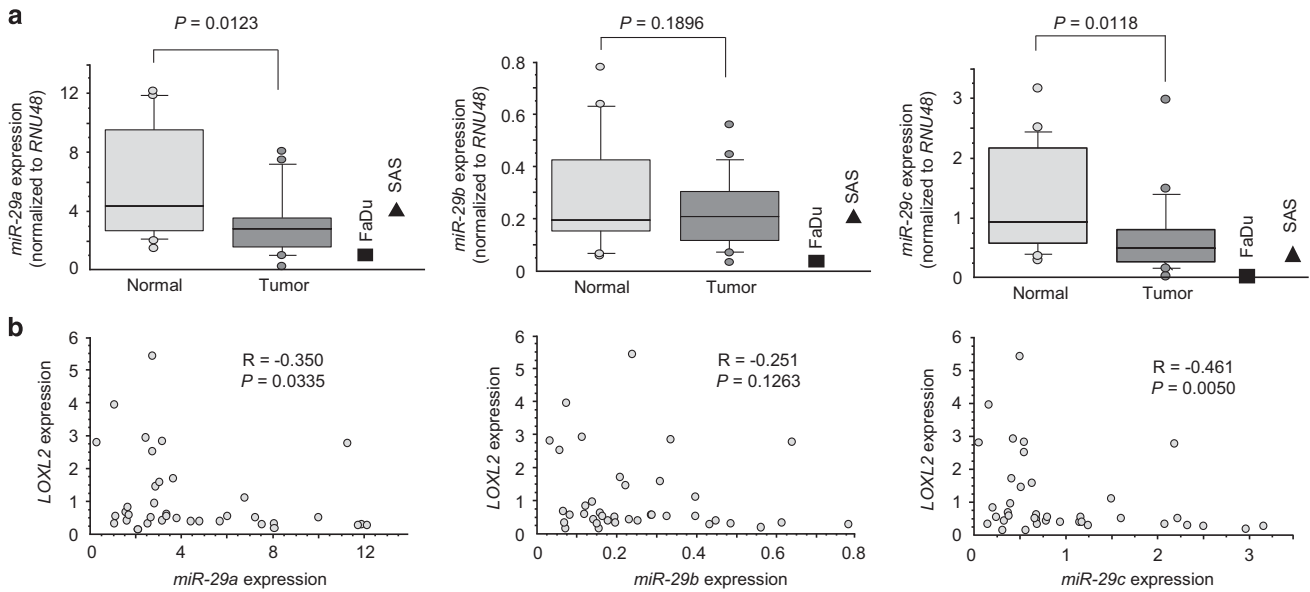 a
P = 0.0123
miR-29a expression
(normalized to RNU48)
12
8
4
0
Normal
Tumor
FaDu
SAS
P = 0.1896
miR-29b expression
(normalized to RNU48)
0.8
0.6
0.4
0.2
0
Normal
Tumor
FaDu
SAS
P = 0.0118
miR-29c expression
(normalized to RNU48)
3
2
1
0
Normal
Tumor
FaDu
SAS
b
LOXL2 expression
6
5
4
3
2
1
0
R = -0.350
P = 0.0335
0 4 8 12
miR-29a expression
LOXL2 expression
6
5
4
3
2
1
0
R = -0.251
P = 0.1263
0 0.2 0.4 0.6 0.8
miR-29b expression
LOXL2 expression
6
5
4
3
2
1
0
R = -0.461
P = 0.0050
0 1 2 3
miR-29c expression